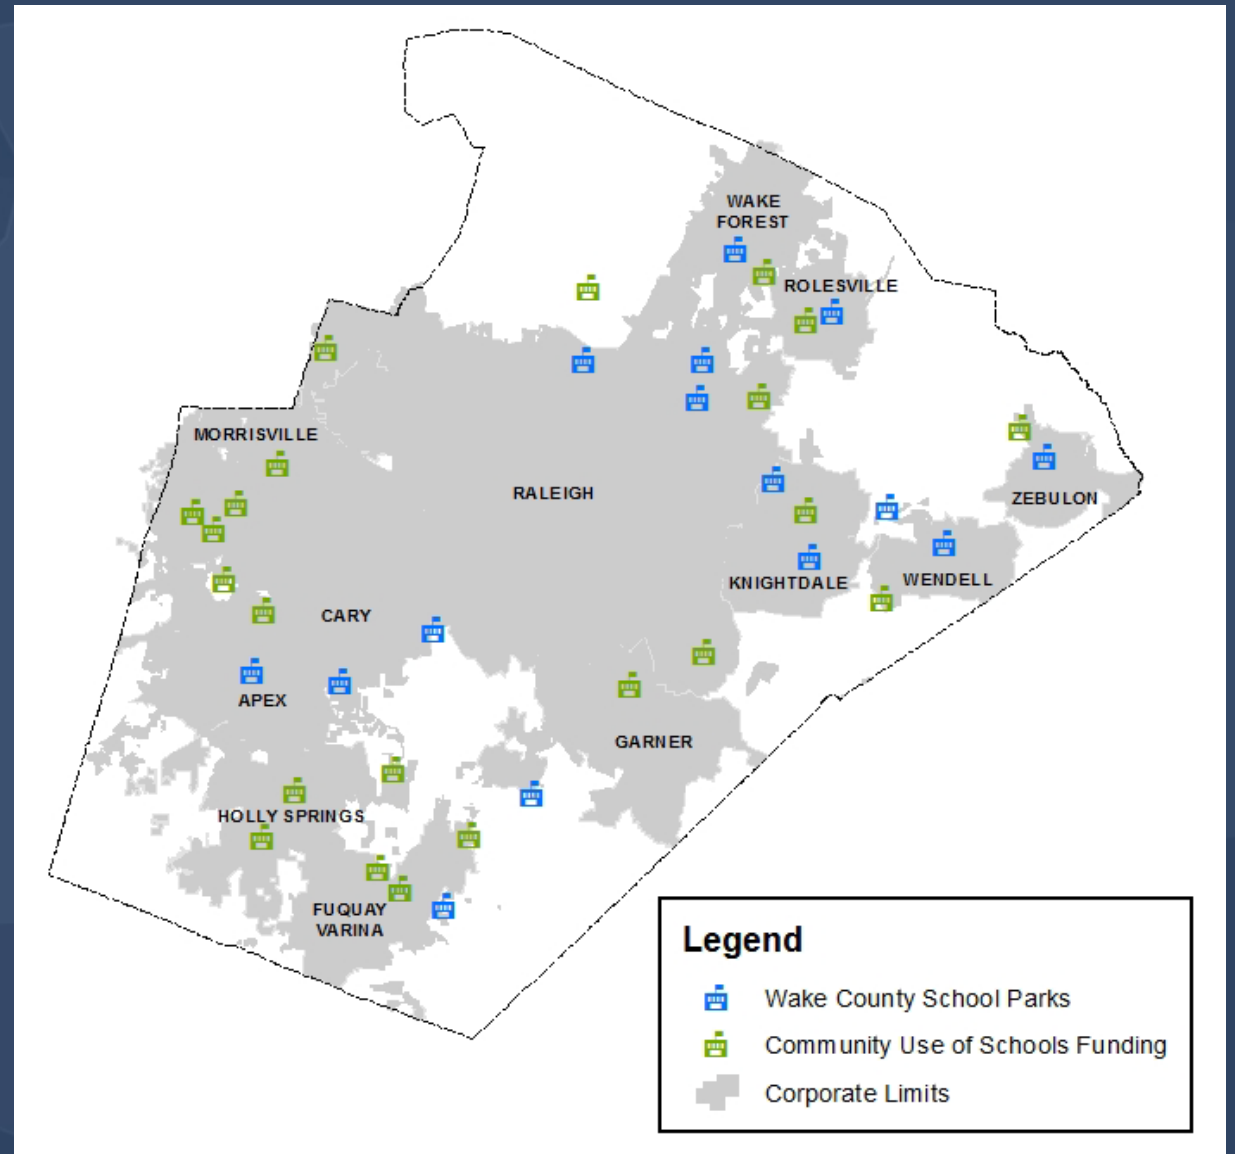 WAKE
FOREST
ROLESVILLE
MORRISVILLE
RALEIGH
ZEBULON
KNIGHTDALE
WENDELL
CARY
APEX
GARNER
HOLLY SPRINGS
FUQUAY
VARINA
Legend
Wake County School Parks
Community Use of Schools Funding
Corporate Limits